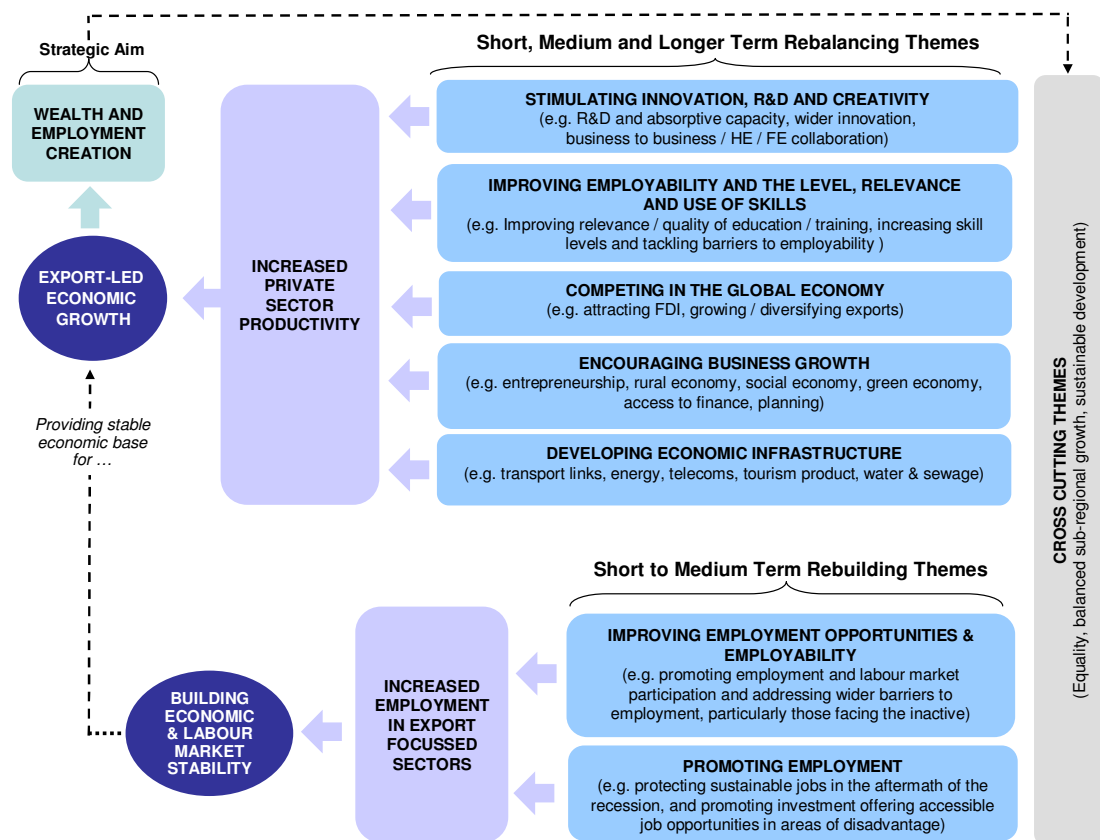 Strategic Aim
WEALTH AND
EMPLOYMENT
CREATION
EXPORT-LED
ECONOMIC
GROWTH
Providing stable
economic base
for ...
INCREASED
PRIVATE
SECTOR
PRODUCTIVITY
Short, Medium and Longer Term Rebalancing Themes
STIMULATING INNOVATION, R&D AND CREATIVITY
(e.g. R&D and absorptive capacity, wider innovation,
business to business / HE / FE collaboration)
IMPROVING EMPLOYABILITY AND THE LEVEL, RELEVANCE
AND USE OF SKILLS
(e.g. Improving relevance / quality of education / training, increasing skill
levels and tackling barriers to employability )
COMPETING IN THE GLOBAL ECONOMY
(e.g. attracting FDI, growing / diversifying exports)
ENCOURAGING BUSINESS GROWTH
(e.g. entrepreneurship, rural economy, social economy, green economy,
access to finance, planning)
DEVELOPING ECONOMIC INFRASTRUCTURE
(e.g. transport links, energy, telecoms, tourism product, water & sewage)
BUILDING
ECONOMIC
& LABOUR
MARKET
STABILITY
INCREASED
EMPLOYMENT
IN EXPORT
FOCUSSED
SECTORS
Short to Medium Term Rebuilding Themes
IMPROVING EMPLOYMENT OPPORTUNITIES &
EMPLOYABILITY
(e.g. promoting employment and labour market
participation and addressing wider barriers to
employment, particularly those facing the inactive)
PROMOTING EMPLOYMENT
(e.g. protecting sustainable jobs in the aftermath of the
recession, and promoting investment offering accessible
job opportunities in areas of disadvantage)
CROSS CUTTING THEMES
(Equality, balanced sub-regional growth, sustainable development)